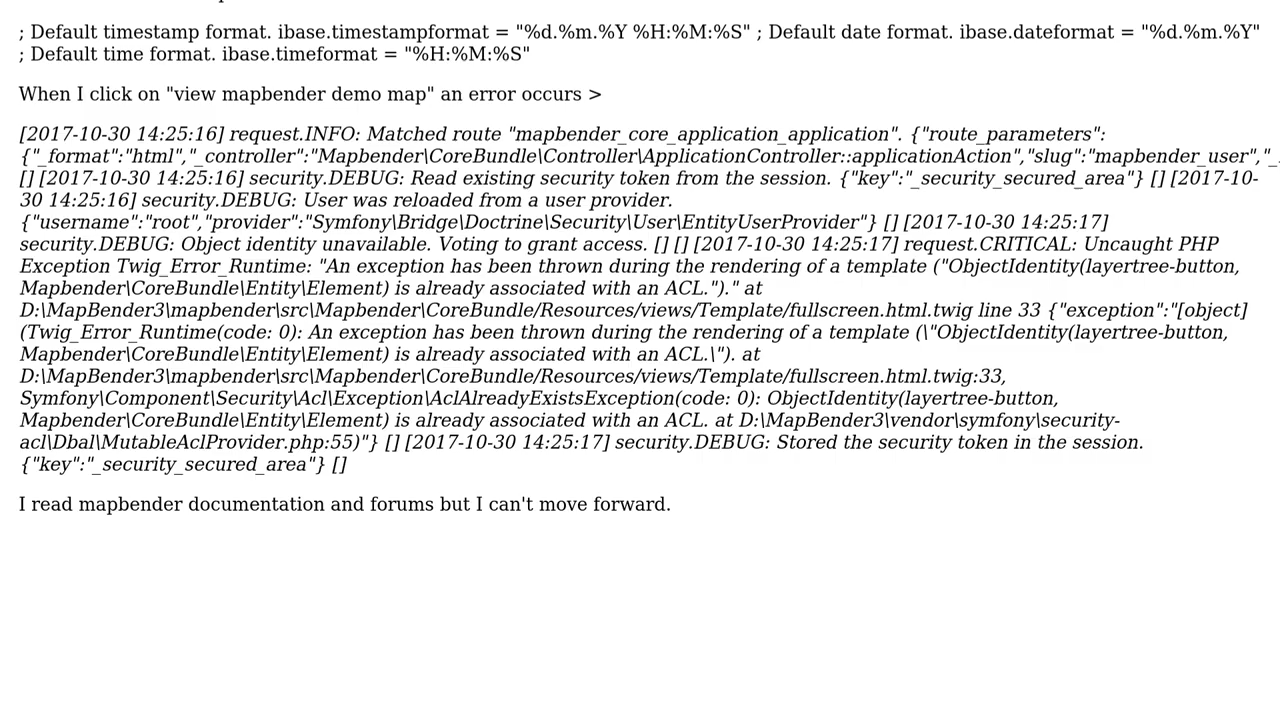 ; Default timestamp format. ibase.timestampformat = "%d.%m.%Y %H:%M:%S" ; Default date format. ibase.dateformat = "%d.%m.%Y"
; Default time format. ibase.timeformat = "%H:%M:%S"
When I click on "view mapbender demo map" an error occurs >
[2017-10-30 14:25:16] request.INFO: Matched route "mapbender_core_application_application". {"route_parameters":
{"_format":"html","_controller":"Mapbender\CoreBundle\Controller\ApplicationController::applicationAction","slug":"mapbender_user","_
[] [2017-10-30 14:25:16] security.DEBUG: Read existing security token from the session. {"key":"_security_secured_area"} [] [2017-10-
30 14:25:16] security.DEBUG: User was reloaded from a user provider.
{"username":"root","provider":"Symfony\Bridge\Doctrine\Security\User\EntityUserProvider"} [] [2017-10-30 14:25:17]
security.DEBUG: Object identity unavailable. Voting to grant access. [] [] [2017-10-30 14:25:17] request.CRITICAL: Uncaught PHP
Exception Twig_Error_Runtime: "An exception has been thrown during the rendering of a template ("ObjectIdentity(layertree-button,
Mapbender\CoreBundle\Entity\Element) is already associated with an ACL.")." at
D:\MapBender3\mapbender\src\Mapbender\CoreBundle/Resources/views/Template/fullscreen.html.twig line 33 {"exception":"[object]
(Twig_Error_Runtime(code: 0): An exception has been thrown during the rendering of a template (\"ObjectIdentity(layertree-button,
Mapbender\CoreBundle\Entity\Element) is already associated with an ACL.\"). at
D:\MapBender3\mapbender\src\Mapbender\CoreBundle/Resources/views/Template/fullscreen.html.twig:33,
Symfony\Component\Security\Acl\Exception\AclAlreadyExistsException(code: 0): ObjectIdentity(layertree-button,
Mapbender\CoreBundle\Entity\Element) is already associated with an ACL. at D:\MapBender3\vendor\symfony\security-
acl\Dbal\MutableAclProvider.php:55)"} [] [2017-10-30 14:25:17] security.DEBUG: Stored the security token in the session.
{"key":"_security_secured_area"} []
I read mapbender documentation and forums but I can't move forward.